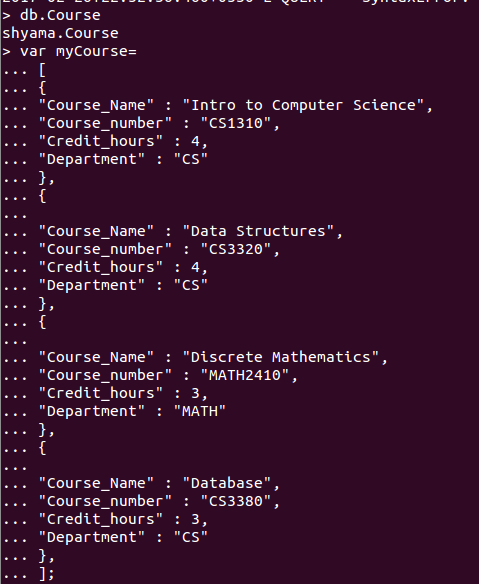 > db.Course
shyama.Course
> var myCourse=
... [
... {
... "Course_Name" : "Intro to Computer Science",
... "Course_number" : "CS1310",
... "Credit_hours" : 4,
... "Department" : "CS"
... },
... {
...
... "Course_Name" : "Data Structures",
... "Course_number" : "CS3320",
... "Credit_hours" : 4,
... "Department" : "CS"
... },
... {
...
... "Course_Name" : "Discrete Mathematics",
... "Course_number" : "MATH2410",
... "Credit_hours" : 3,
... "Department" : "MATH"
... },
... {
...
... "Course_Name" : "Database",
... "Course_number" : "CS3380",
... "Credit_hours" : 3,
... "Department" : "CS"
... },
... ];